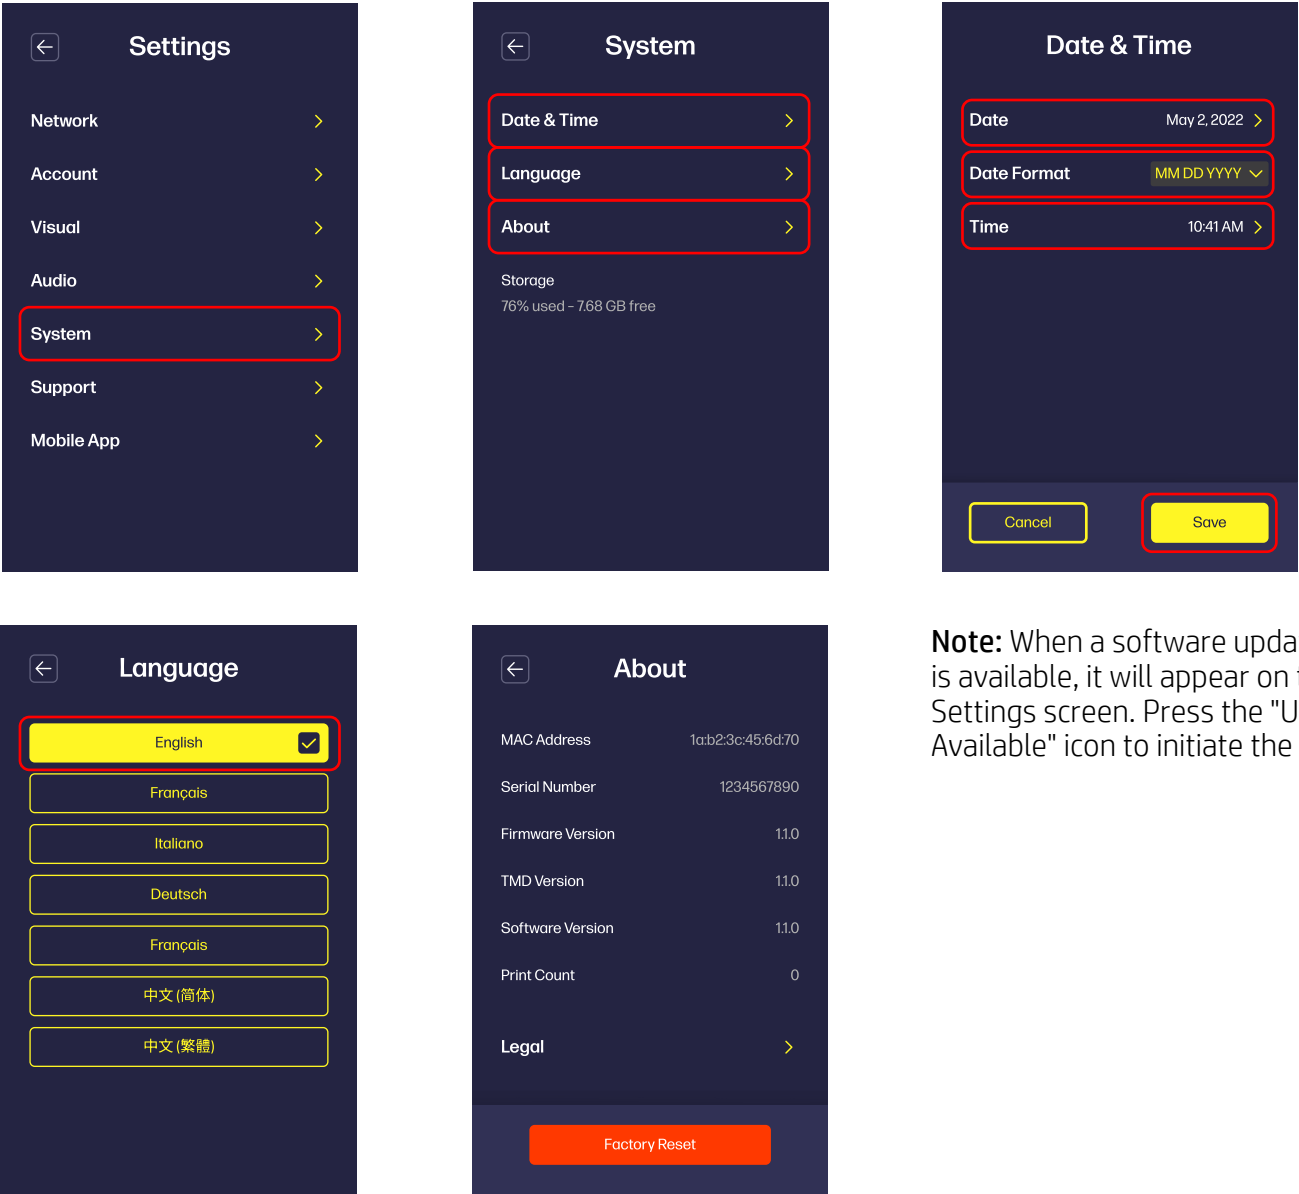 Settings
Network
Account
Visual
Audio
System
Support
Mobile App
System
Date & Time
Language
About
Storage
76% used - 7.68 GB free
Date & Time
Date May 2, 2022
Date Format MM DD YYYY
Time 10:41 AM
Cancel Save
Language
English
Français
Italiano
Deutsch
Français
中文 (简体)
中文 (繁體)
About
MAC Address 1a:b2:3c:45:6d:70
Serial Number 1234567890
Firmware Version 1.1.0
TMD Version 1.1.0
Software Version 1.1.0
Print Count 0
Legal
Factory Reset
Note: When a software
is available, it will appear on
Settings screen. Press the
Available" icon to initiate the